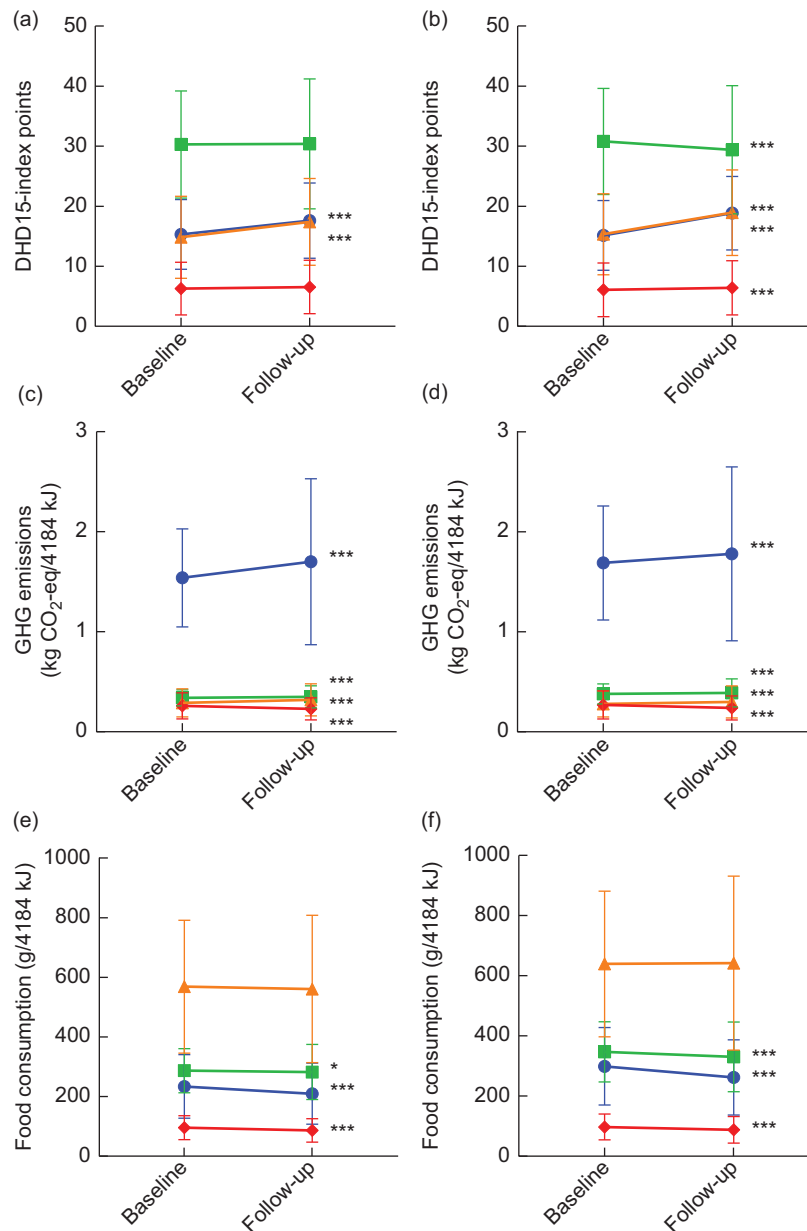 (a)
50
40
30
20
10
0
DHD15-index points
***
***
Baseline
Follow-up
(b)
50
40
30
20
10
0
DHD15-index points
***
***
***
***
Baseline
Follow-up
(c)
3
2
1
0
GHG emissions
(kg CO₂-eq/4184 kJ)
***
***
***
***
Baseline
Follow-up
(d)
3
2
1
0
GHG emissions
(kg CO₂-eq/4184 kJ)
***
***
***
***
Baseline
Follow-up
(e)
1000
800
600
400
200
0
Food consumption (g/4184 kJ)
*
***
***
Baseline
Follow-up
(f)
1000
800
600
400
200
0
Food consumption (g/4184 kJ)
***
***
***
Baseline
Follow-up